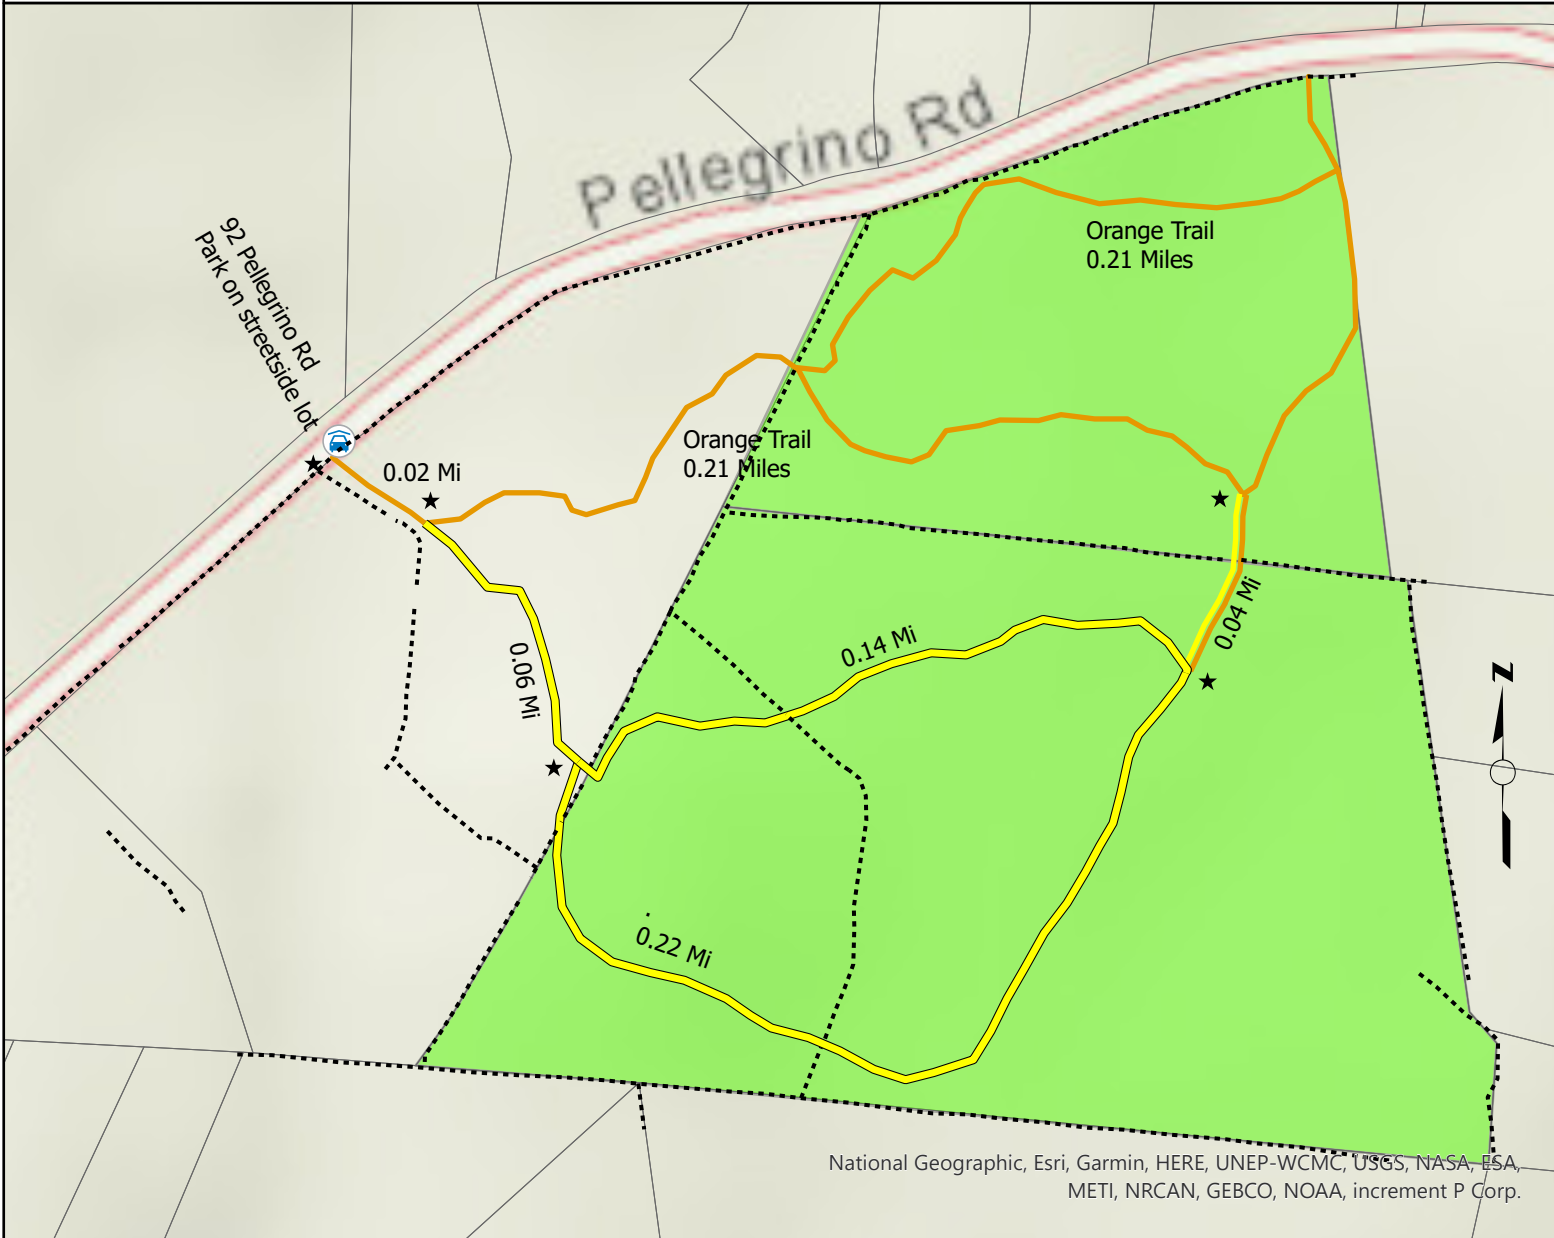 Pellegrino Rd
92 Pellegrino Rd
Park on streetside lot
Orange Trail
0.21 Miles
Orange Trail
0.21 Miles
0.02 Mi
0.06 Mi
0.14 Mi
0.04 Mi
0.22 Mi
N
National Geographic, Esri, Garmin, HERE, UNEP-WCMC, USGS, NASA, ESA,
METI, NRCAN, GEBCO, NOAA, increment P Corp.